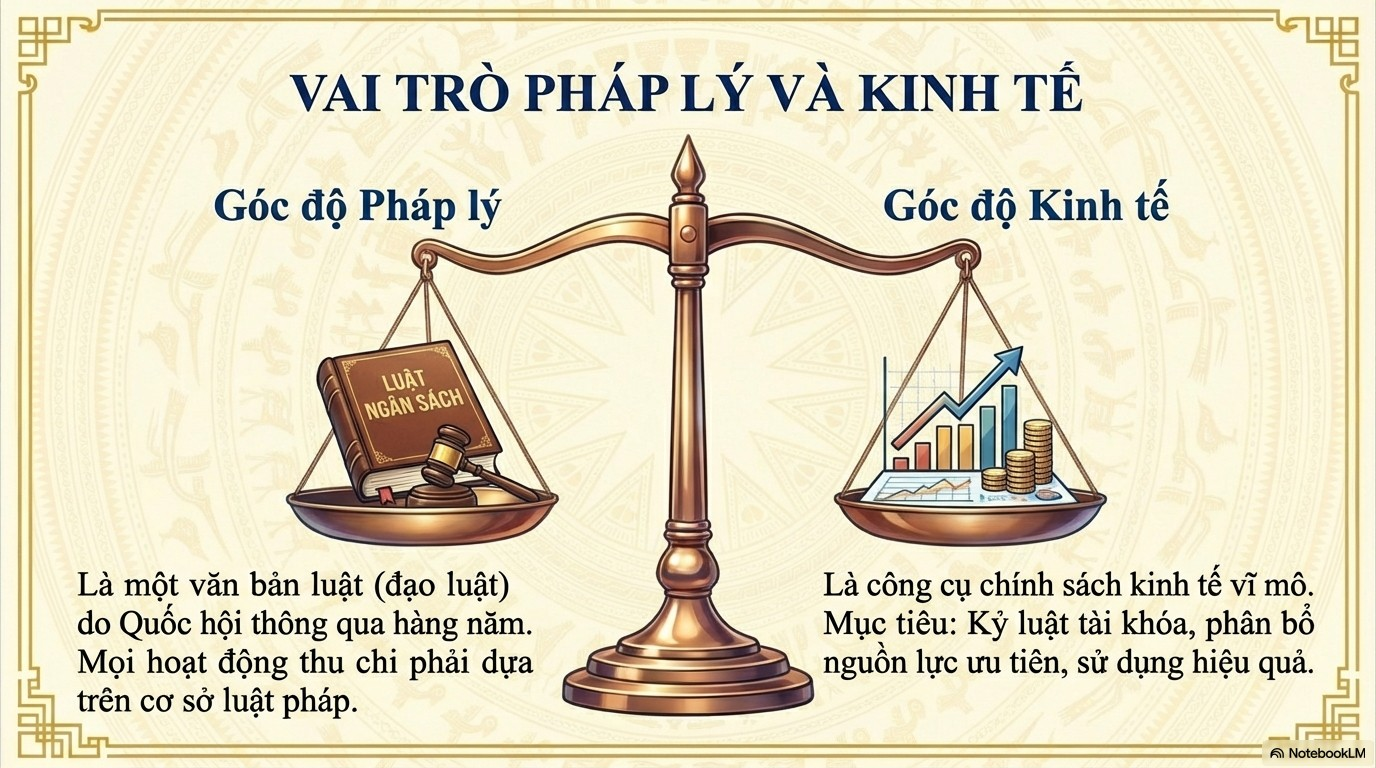 VAI TRÒ PHÁP LÝ VÀ KINH TẾ
Góc độ Pháp lý
Góc độ Kinh tế
LUẬT
NGÂN SÁCH
Là một văn bản luật (đạo luật)
do Quốc hội thông qua hàng năm.
Mọi hoạt động thu chi phải dựa
trên cơ sở luật pháp.
Là công cụ chính sách kinh tế vĩ mô.
Mục tiêu: Kỷ luật tài khóa, phân bổ
nguồn lực ưu tiên, sử dụng hiệu quả.
NotebookLM